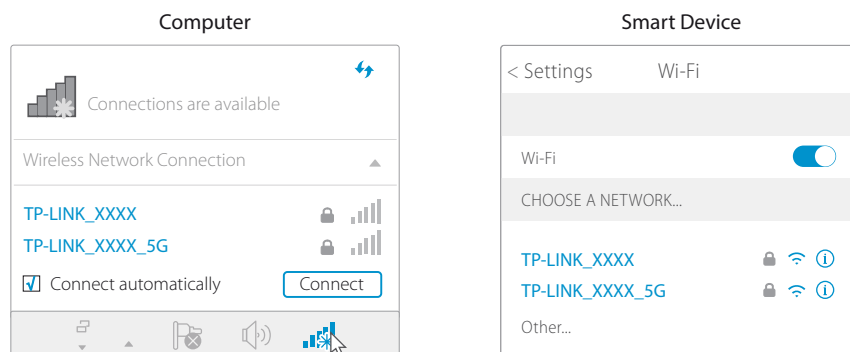 Computer
Connections are available
Wireless Network Connection
TP-LINK_XXXX
TP-LINK_XXXX_5G
Connect automatically
Connect
Smart Device
< Settings
Wi-Fi
Wi-Fi
CHOOSE A NETWORK...
TP-LINK_XXXX
TP-LINK_XXXX_5G
Other...